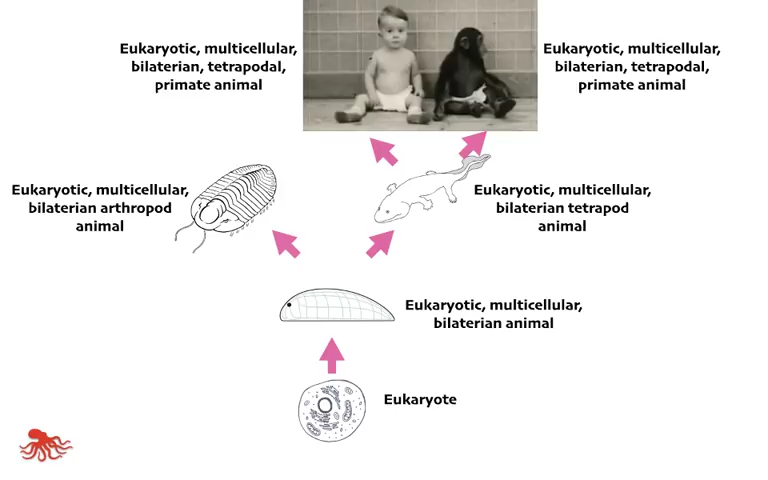 Eukaryotic, multicellular,
bilaterian, tetrapodal,
primate animal
Eukaryotic, multicellular,
bilaterian, tetrapodal,
primate animal
Eukaryotic, multicellular,
bilaterian arthropod
animal
Eukaryotic, multicellular,
bilaterian tetrapod
animal
Eukaryotic, multicellular,
bilaterian animal
Eukaryote